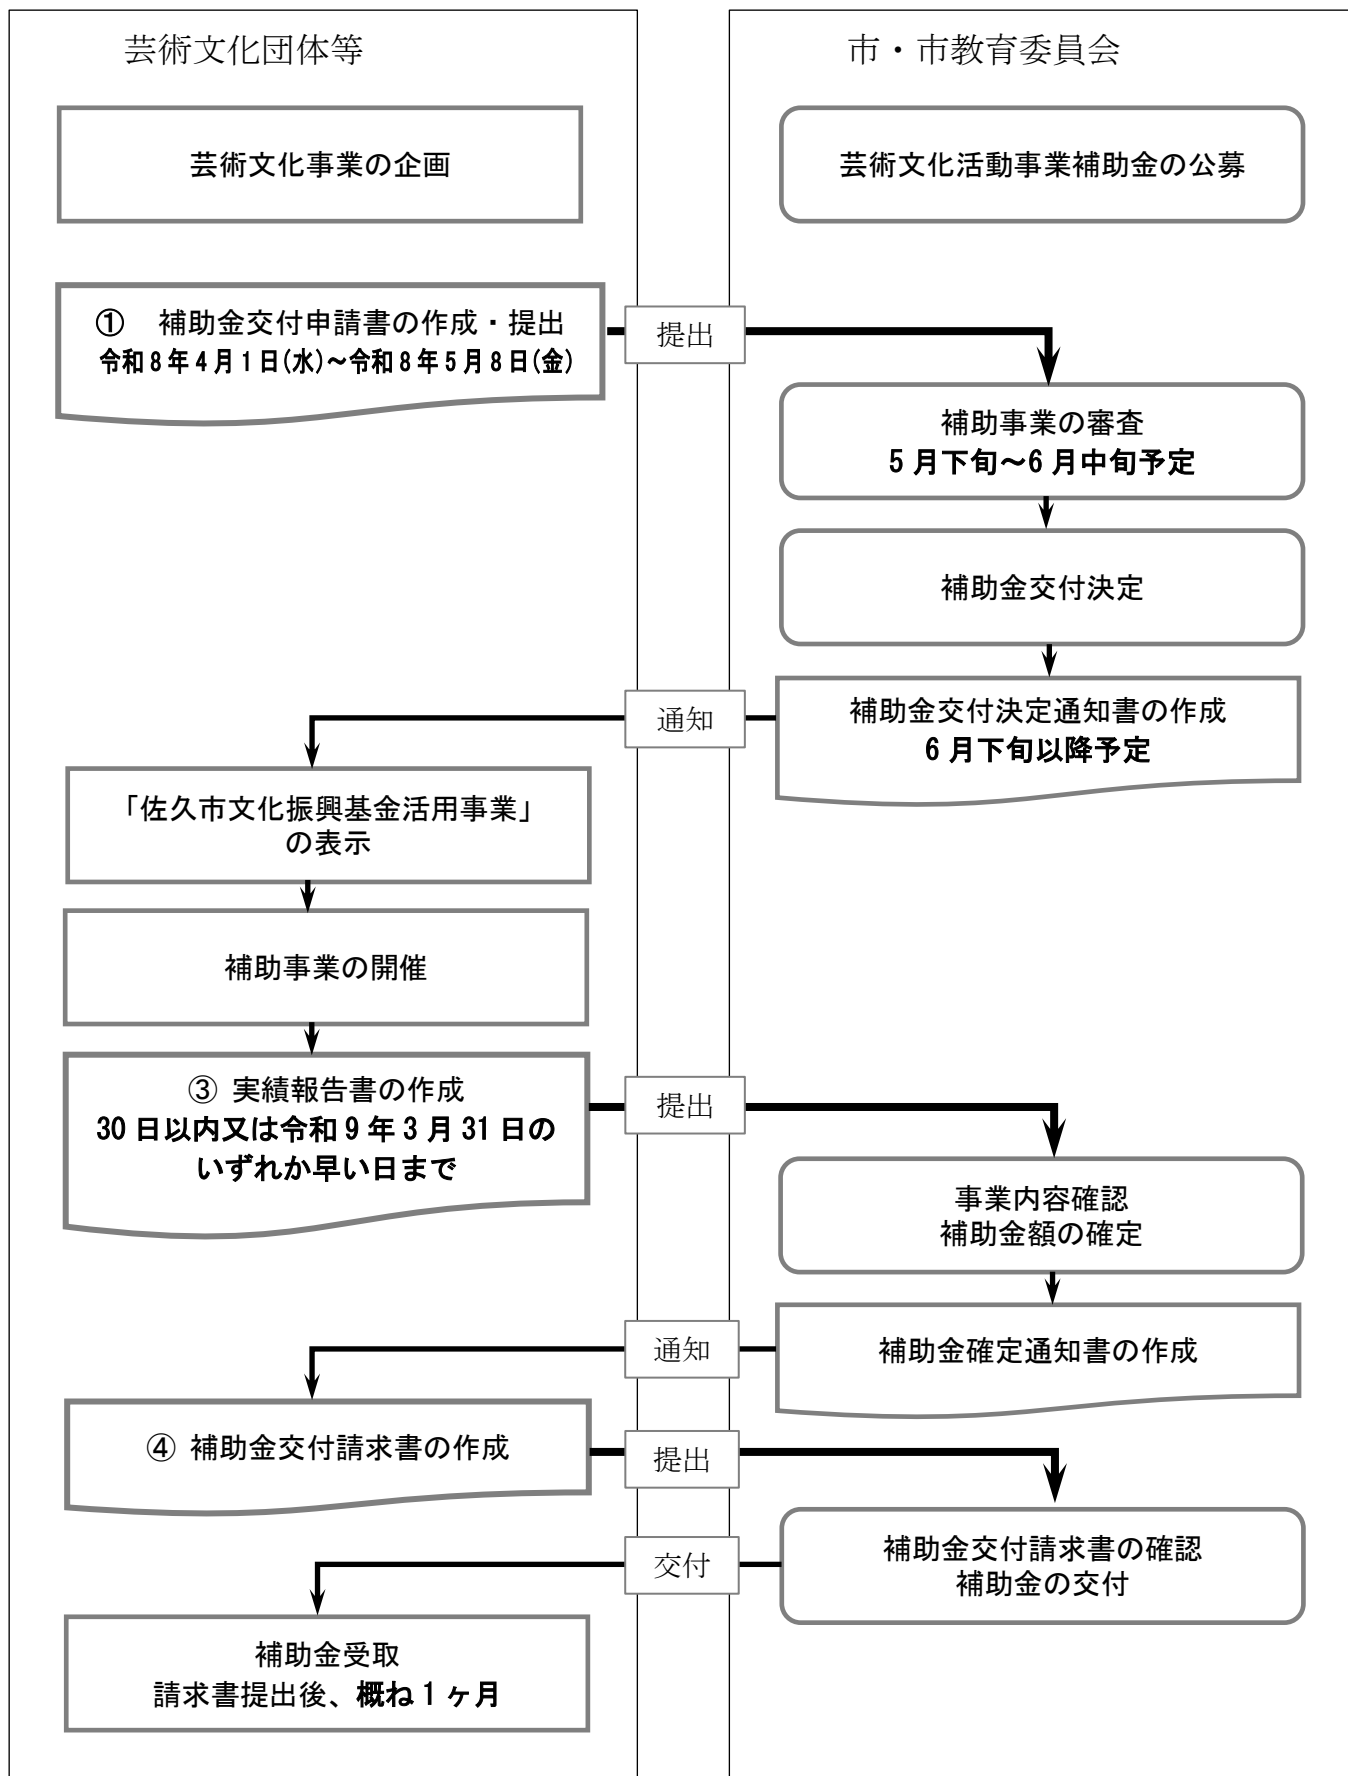 芸術文化団体等
市・市教育委員会
芸術文化事業の企画
芸術文化活動事業補助金の公募
① 補助金交付申請書の作成・提出
令和8年4月1日(水)～令和8年5月8日(金)
提出
補助事業の審査
5月下旬～6月中旬予定
補助金交付決定
補助金交付決定通知書の作成
6月下旬以降予定
通知
「佐久市文化振興基金活用事業」
の表示
補助事業の開催
③ 実績報告書の作成
30日以内又は令和9年3月31日の
いずれか早い日まで
提出
事業内容確認
補助金額の確定
補助金確定通知書の作成
通知
④ 補助金交付請求書の作成
提出
補助金交付請求書の確認
補助金の交付
交付
補助金受取
請求書提出後、概ね1ヶ月